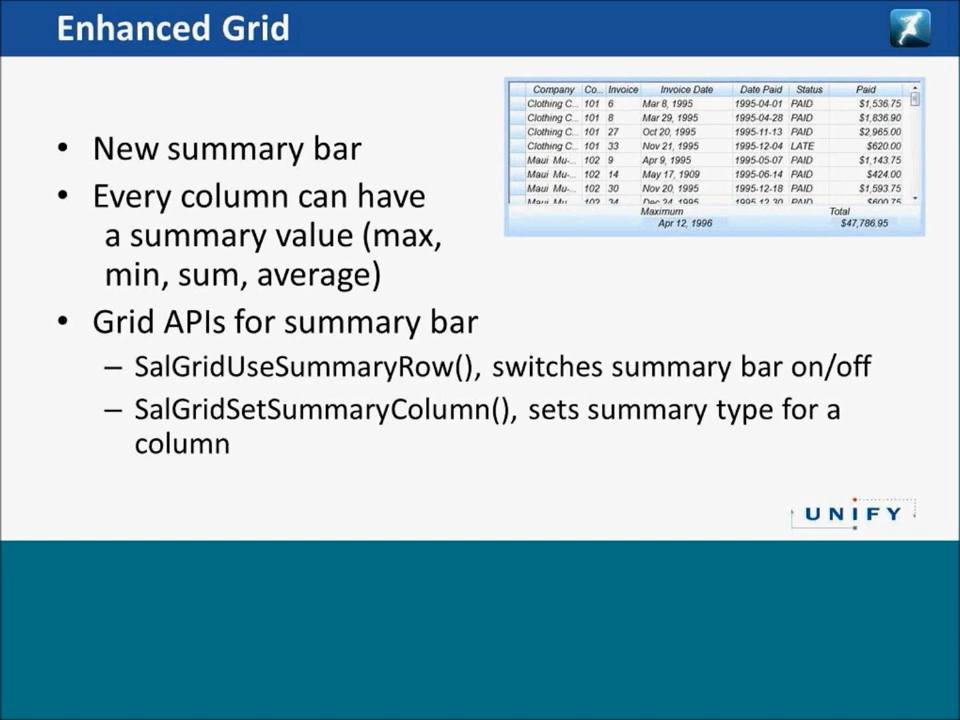 Enhanced Grid
Company Co... Invoice Invoice Date Date Paid Status Paid
Clothing C... 101 6 Mar 8, 1995 1995-04-01 PAID $1,536.75
Clothing C... 101 8 Mar 29, 1995 1995-04-28 PAID $1,836.90
Clothing C... 101 27 Oct 20, 1995 1995-11-13 PAID $2,965.00
Clothing C... 101 33 Nov 21, 1995 1995-12-04 LATE $620.00
Maui Mu-... 102 9 Apr 9, 1995 1995-05-07 PAID $1,143.75
Maui Mu-... 102 14 May 17, 1909 1995-06-14 PAID $424.00
Maui Mu-... 102 30 Nov 20, 1995 1995-12-18 PAID $1,593.75
Maui Mu 102 34 Dec 24 1995 1995 12 30 PAID $600.75
Maximum Total
Apr 12, 1996 $47,786.95
• New summary bar
• Every column can have
a summary value (max,
min, sum, average)
• Grid APIs for summary bar
– SalGridUseSummaryRow(), switches summary bar on/off
– SalGridSetSummaryColumn(), sets summary type for a
column
UNIFY